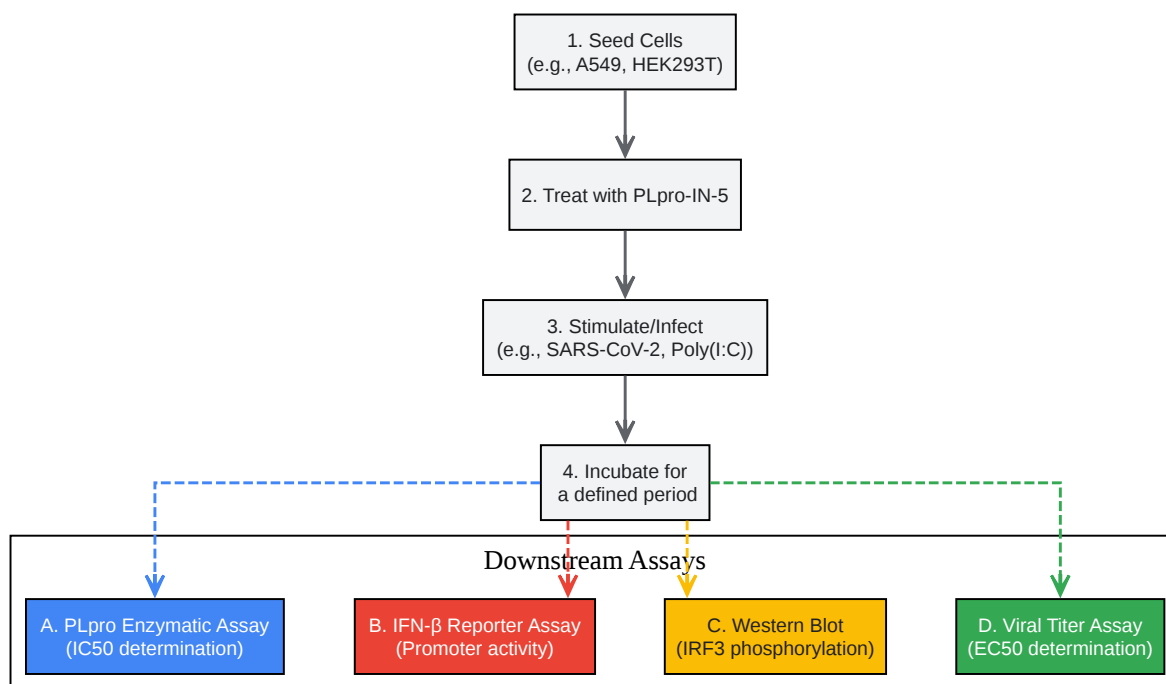 1. Seed Cells
(e.g., A549, HEK293T)
2. Treat with PLpro-IN-5
3. Stimulate/Infect
(e.g., SARS-CoV-2, Poly(I:C))
4. Incubate for
a defined period
Downstream Assays
A. PLpro Enzymatic Assay
(IC50 determination)
B. IFN-β Reporter Assay
(Promoter activity)
C. Western Blot
(IRF3 phosphorylation)
D. Viral Titer Assay
(EC50 determination)